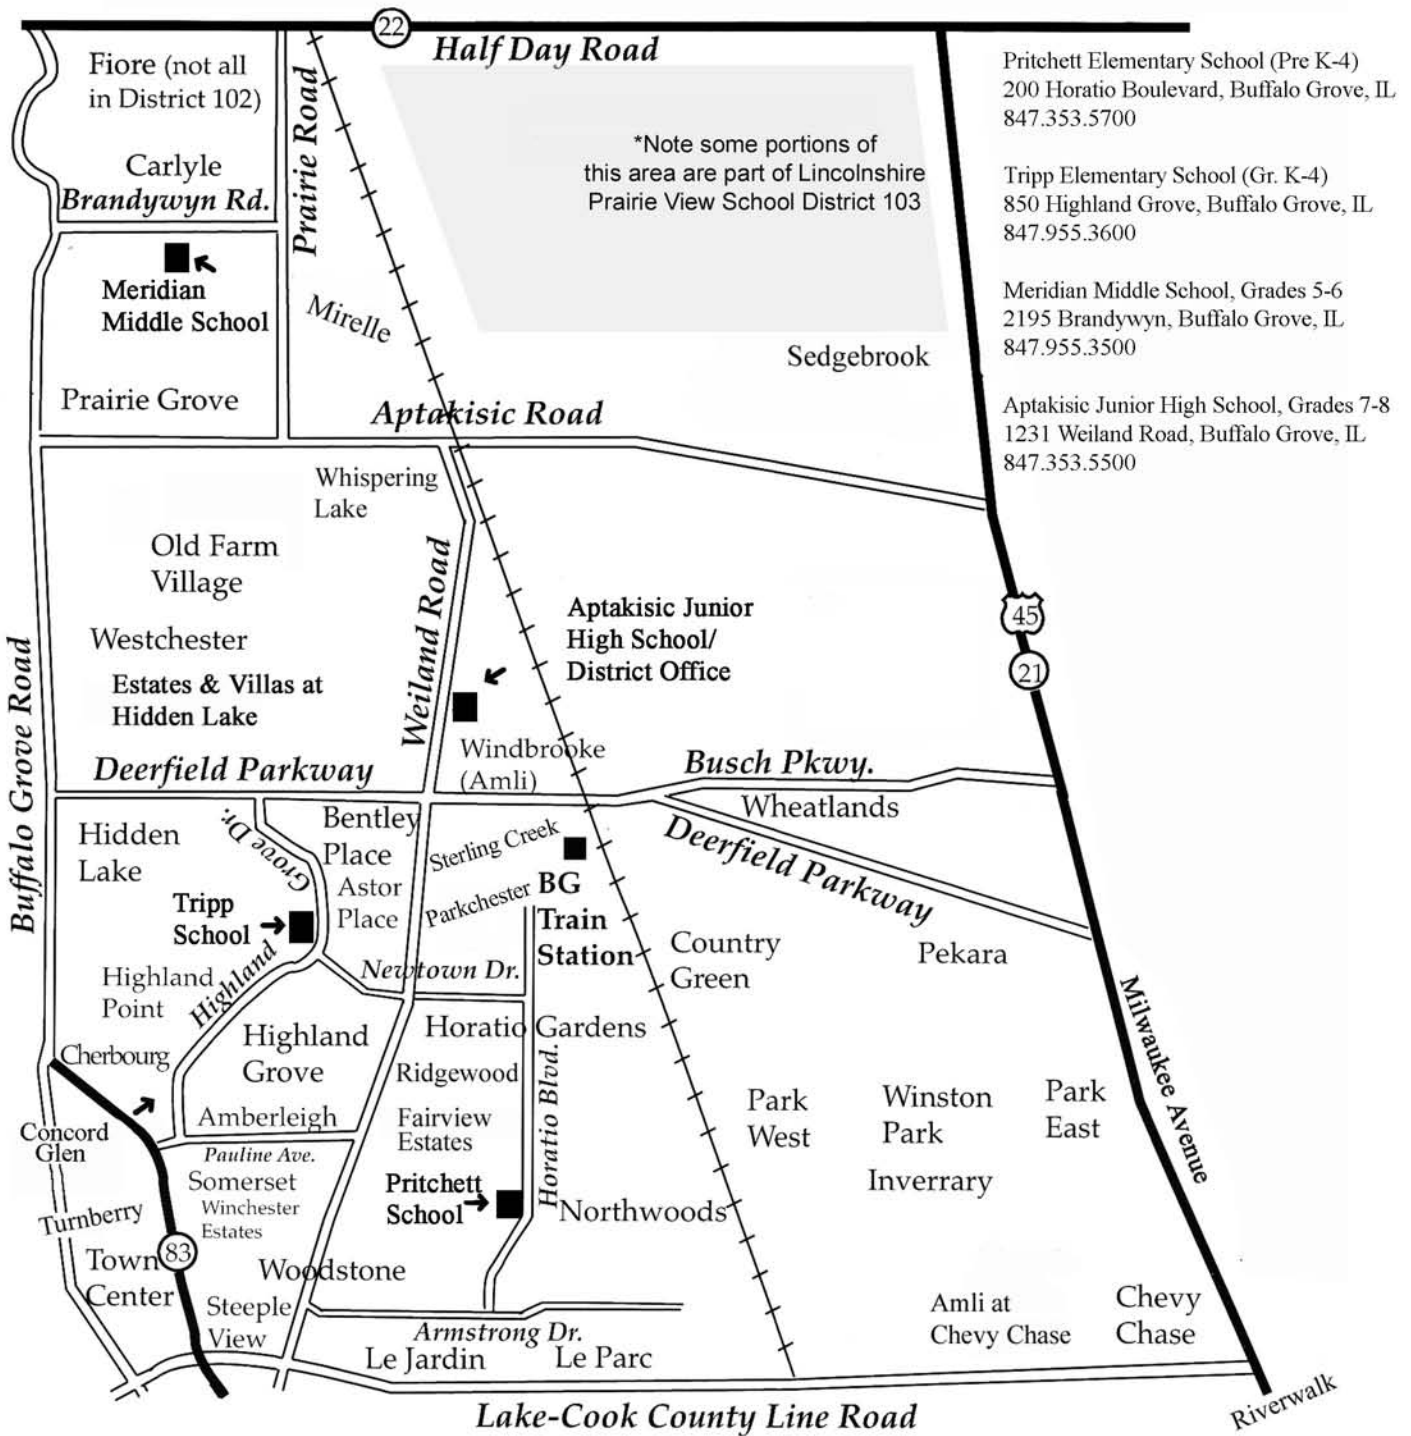 22
Half Day Road
Fiore (not all
in District 102)
Carlyle
Brandywyn Rd.
Prairie Road
*Note some portions of
this area are part of Lincolnshire
Prairie View School District 103
Pritchett Elementary School (Pre K-4)
200 Horatio Boulevard, Buffalo Grove, IL
847.353.5700
Tripp Elementary School (Gr. K-4)
850 Highland Grove, Buffalo Grove, IL
847.955.3600
Meridian Middle School, Grades 5-6
2195 Brandywyn, Buffalo Grove, IL
847.955.3500
Aptakisic Junior High School, Grades 7-8
1231 Weiland Road, Buffalo Grove, IL
847.353.5500
Meridian
Middle School
Mirelle
Sedgebrook
Prairie Grove
Aptakisic Road
Whispering
Lake
Old Farm
Village
Westchester
Estates & Villas at
Hidden Lake
Buffalo Grove Road
Weiland Road
Aptakisic Junior
High School/
District Office
45
21
Windbrooke
(Amli)
Deerfield Parkway
Busch Pkwy.
Wheatlands
Deerfield Parkway
Hidden
Lake
Grove Dr.
Bentley
Place
Astor
Place
Sterling Creek
Parkchester
BG
Train
Station
Tripp
School
Highland
Point
Highland
Newtown Dr.
Country
Green
Pekara
Milwaukee Avenue
Cherbourg
Highland
Grove
Horatio Gardens
Ridgewood
Horatio Blvd.
Amberleigh
Fairview
Estates
Park
West
Winston
Park
Park
East
Inverrary
Concord
Glen
Pauline Ave.
Somerset
Winchester
Estates
Pritchett
School
Northwoods
Turnberry
Town
Center
83
Woodstone
Steeple
View
Armstrong Dr.
Le Jardin
Le Parc
Amli at
Chevy Chase
Chevy
Chase
Lake-Cook County Line Road
Riverwalk